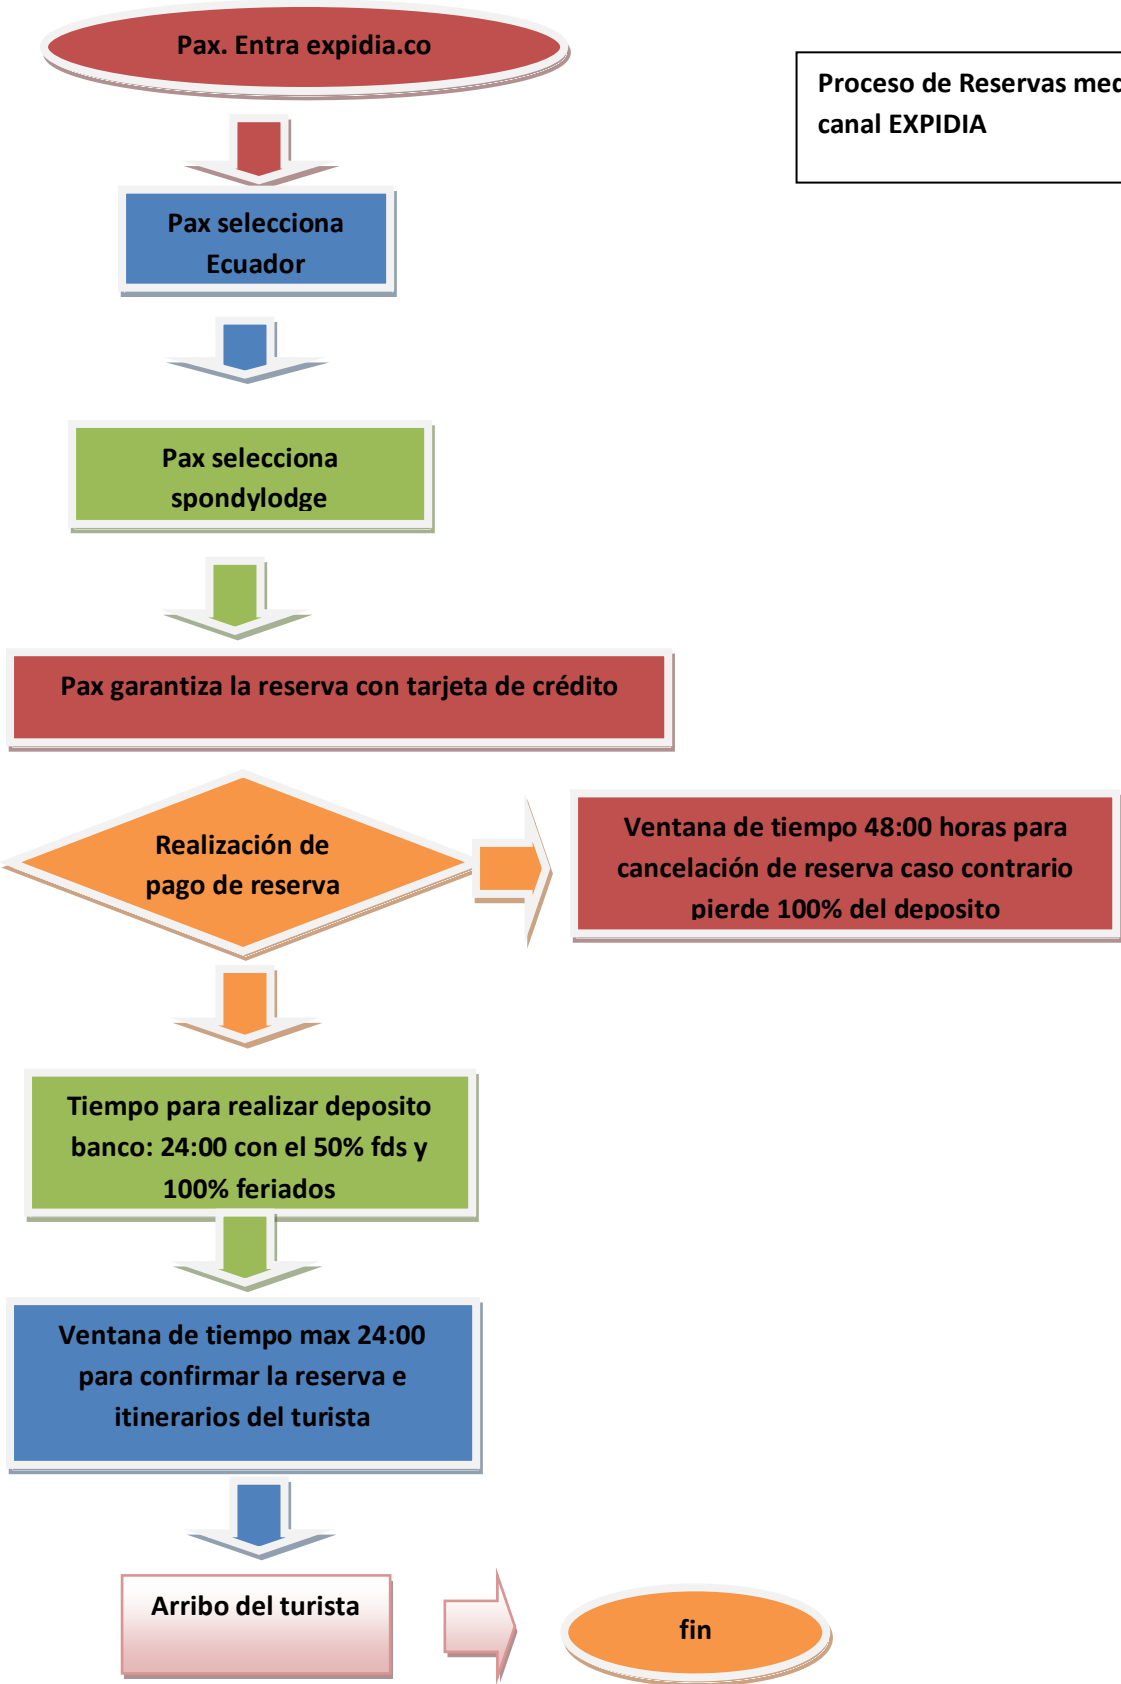 Pax. Entra expidia.co
Proceso de Reservas
canal EXPIDIA
Pax selecciona
Ecuador
Pax selecciona
spondylodge
Pax garantiza la reserva con tarjeta de crédito
Realización de
pago de reserva
Ventana de tiempo 48:00 horas para
cancelación de reserva caso contrario
pierde 100% del deposito
Tiempo para realizar deposito
banco: 24:00 con el 50% fds y
100% feriados
Ventana de tiempo max 24:00
para confirmar la reserva e
itinerarios del turista
Arribo del turista
fin